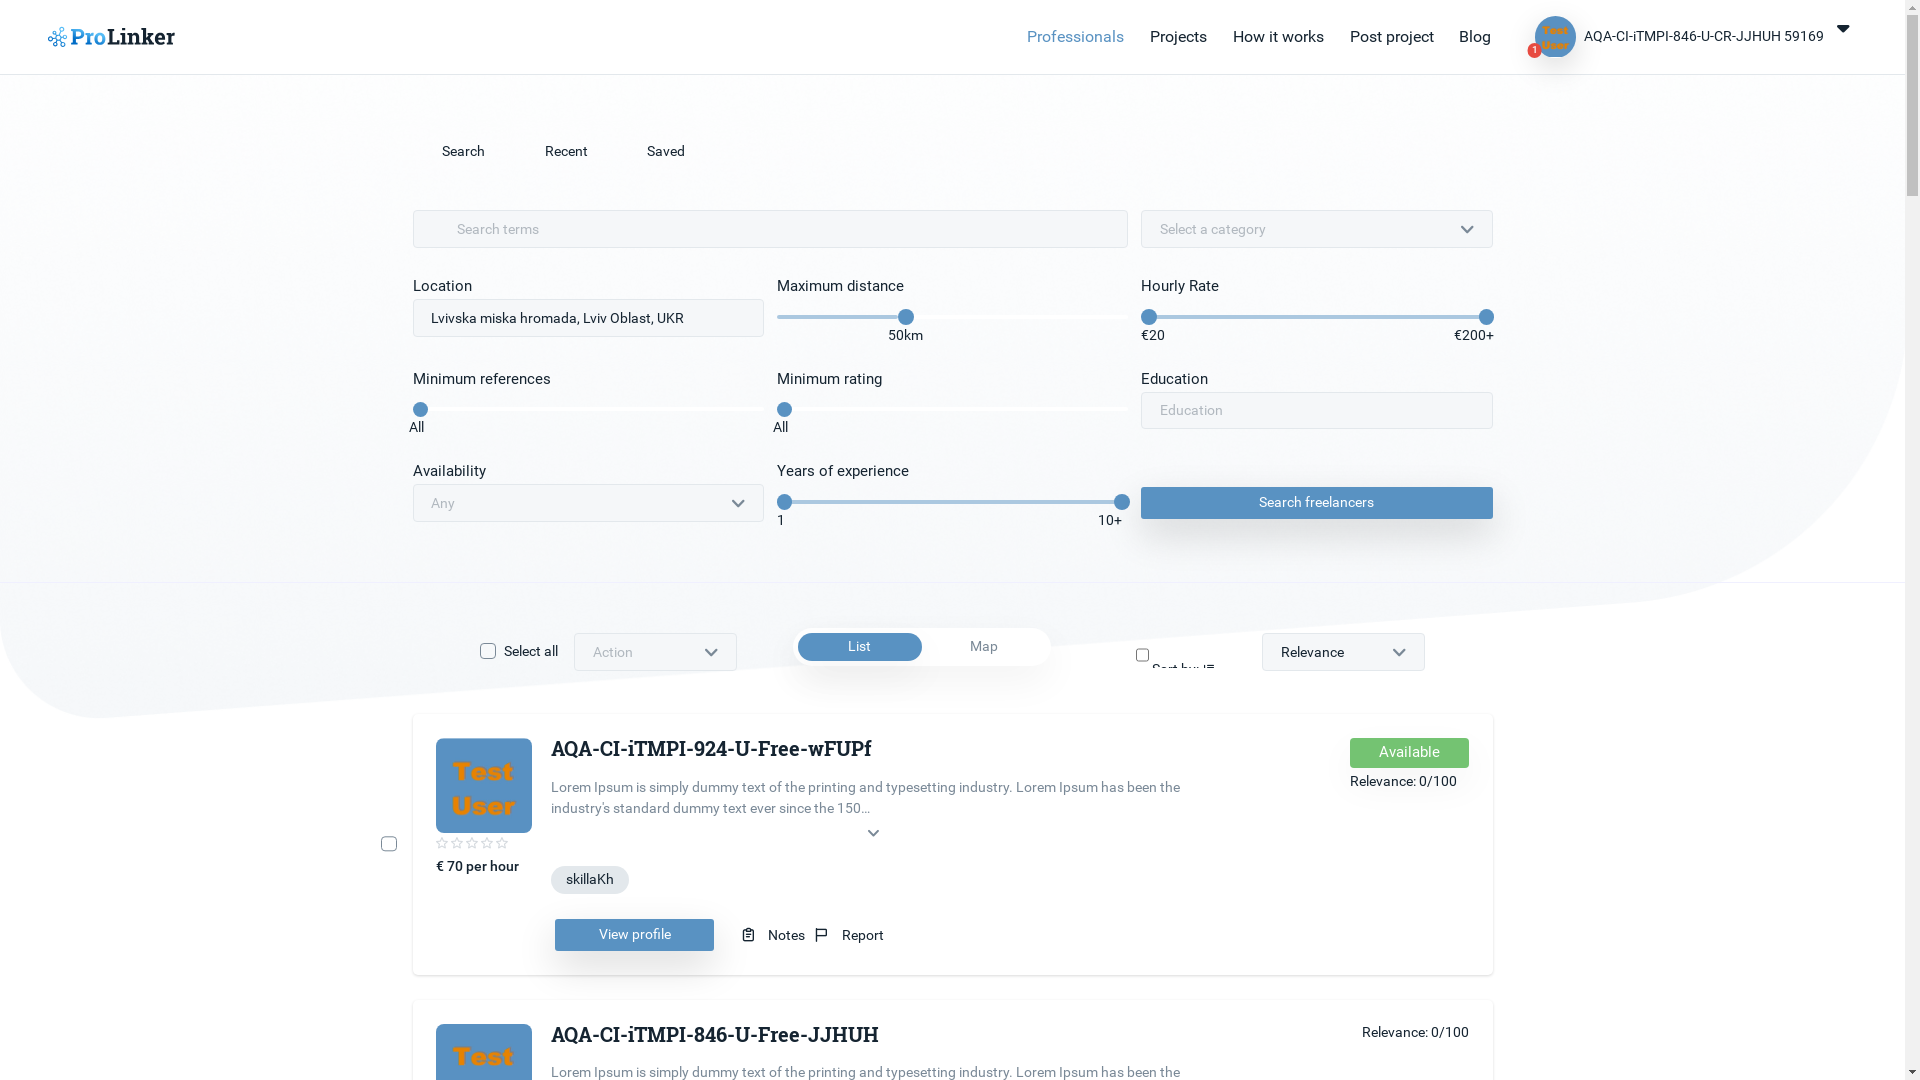 ProLinker
Professionals Projects How it works Post project Blog
Test User 1 AQA-CI-iTMPI-846-U-CR-JJHUH 59169
Search Recent Saved
Search terms Select a category
Location Maximum distance Hourly Rate
Lvivska miska hromada, Lviv Oblast, UKR
50km €20 €200+
Minimum references Minimum rating Education
Education
All All
Availability Years of experience
Any Search freelancers
1 10+
Select all Action List Map Sort by: Relevance
AQA-CI-iTMPI-924-U-Free-wFUPf Available
Test
User
Relevance: 0/100
Lorem Ipsum is simply dummy text of the printing and typesetting industry. Lorem Ipsum has been the
industry's standard dummy text ever since the 150...
€ 70 per hour
skillaKh
View profile Notes Report
AQA-CI-iTMPI-846-U-Free-JJHUH Relevance: 0/100
Test
Lorem Ipsum is simply dummy text of the printing and typesetting industry. Lorem Ipsum has been the